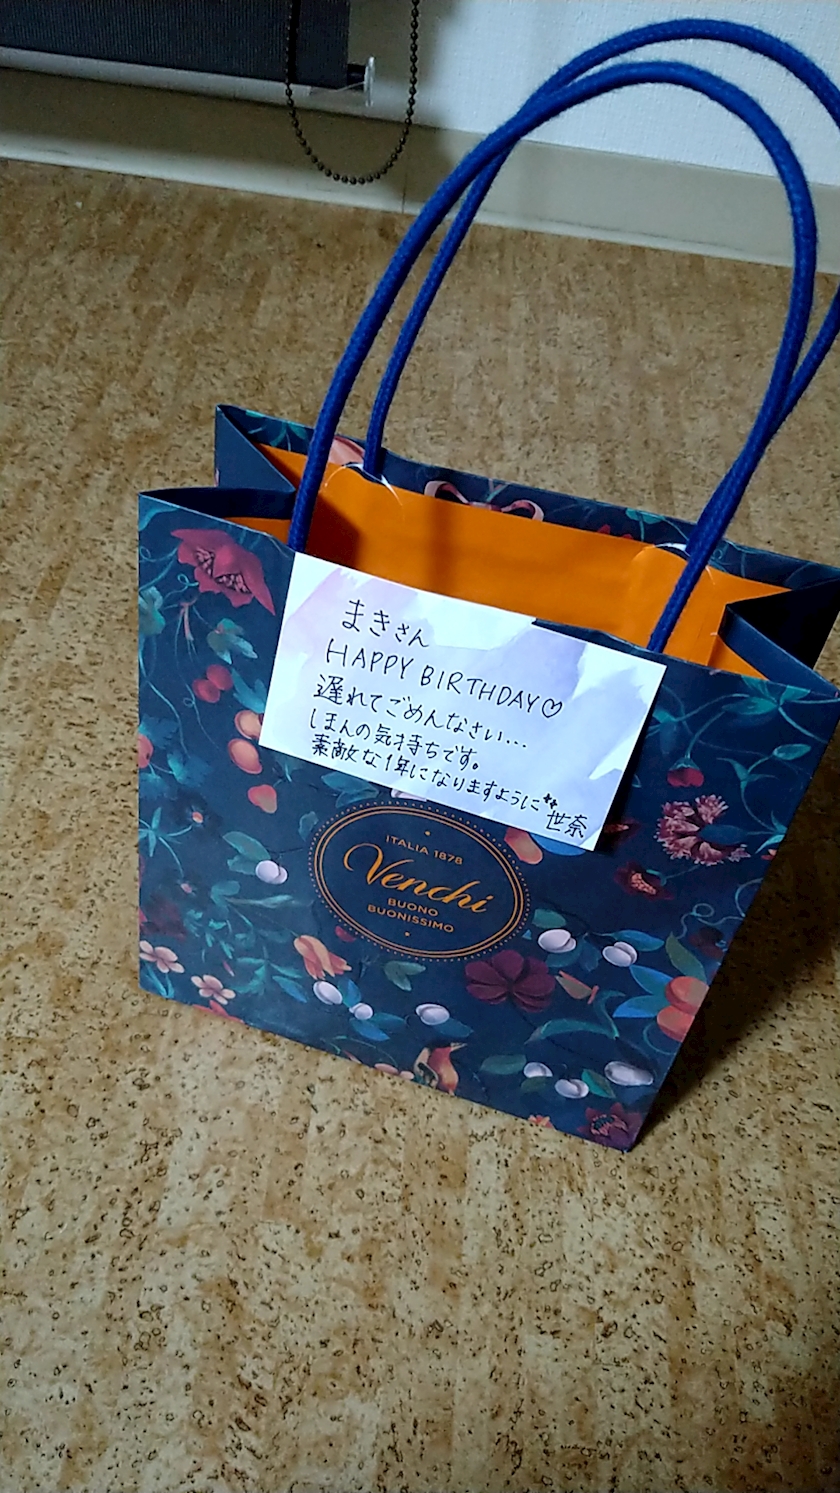 まきさん
HAPPY BIRTHDAY♡
遅れてごめんなさい…
ほんの気持ちです。
素敵な1年になりますように
世奈
ITALIA 1878
Venchi
BUONO
BUONISSIMO